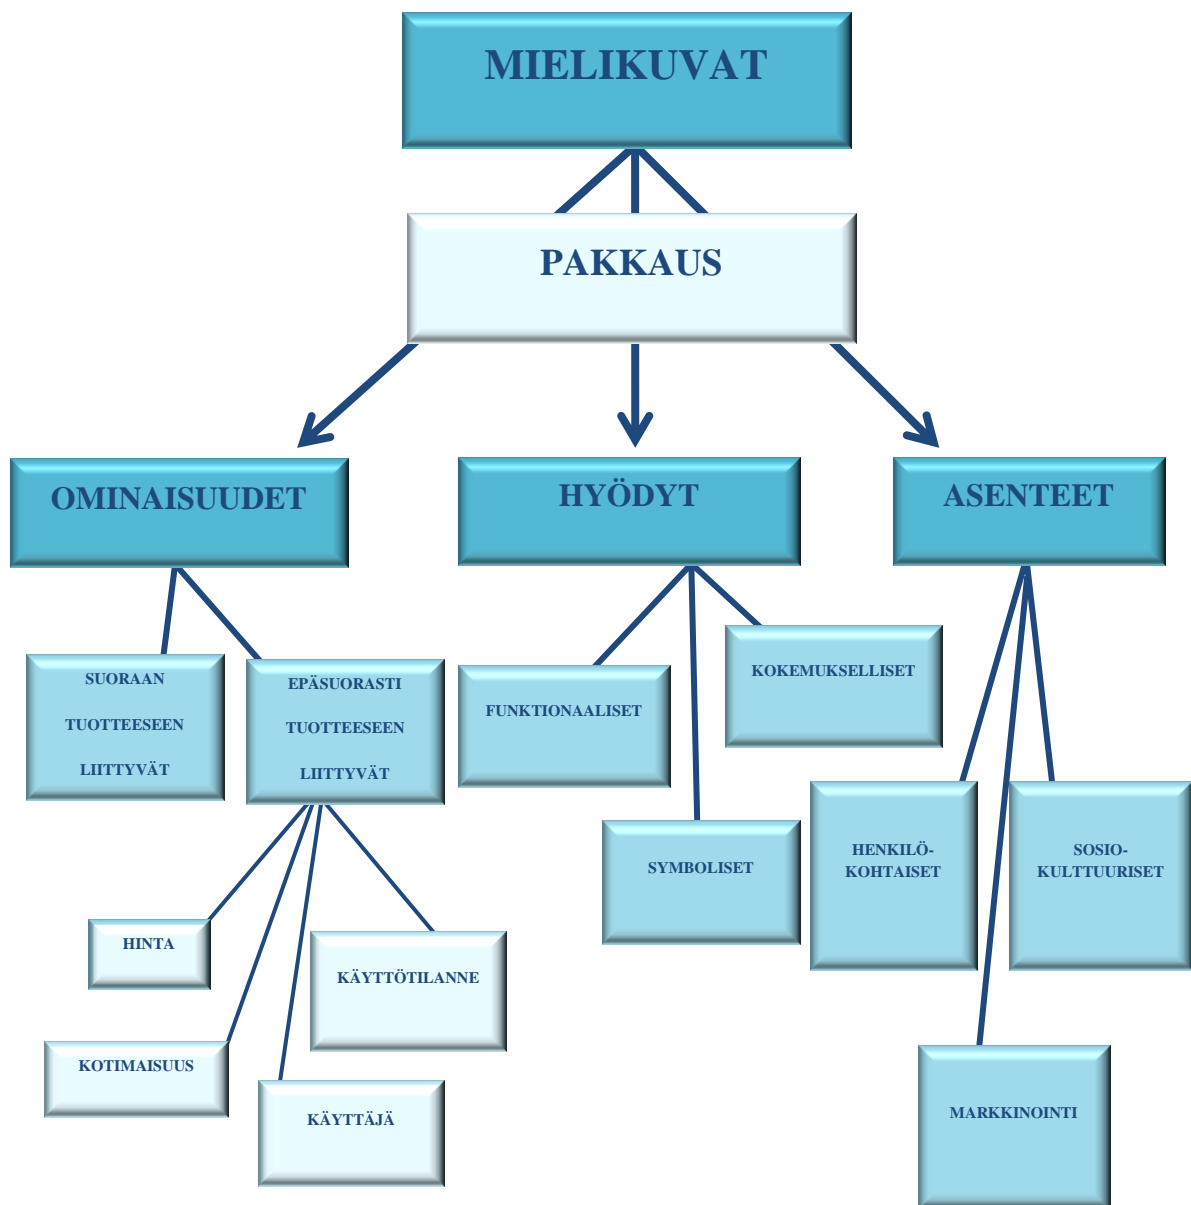 MIELIKUVAT
PAKKAUS
OMINAISUUDET
HYÖDYT
ASENTEET
SUORAAN
TUOTTEESEEN
LIITTYVÄT
EPÄSUORASTI
TUOTTEESEEN
LIITTYVÄT
FUNKTIONAALISET
KOKEMUKSELLISET
SYMBOLISET
HENKILÖ-
KOHTAISET
SOSIO-
KULTTUURISET
HINTA
KÄYTTÖTILANNE
KOTIMAISUUS
KÄYTTÄJÄ
MARKKINOINTI